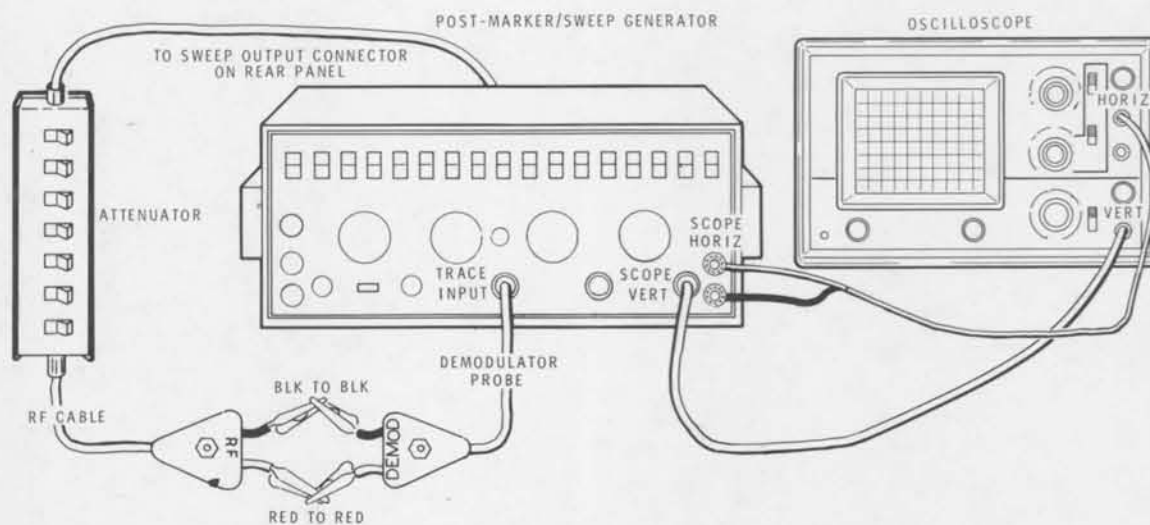 POST-MARKER/SWEEP GENERATOR
OSCILLOSCOPE
TO SWEEP OUTPUT CONNECTOR
ON REAR PANEL
HORIZ
ATTENUATOR
VERT
SCOPE
HORIZ
TRACE
INPUT
SCOPE
VERT
DEMODULATOR
PROBE
BLK TO BLK
RF CABLE
RF
DEMOD
RED TO RED